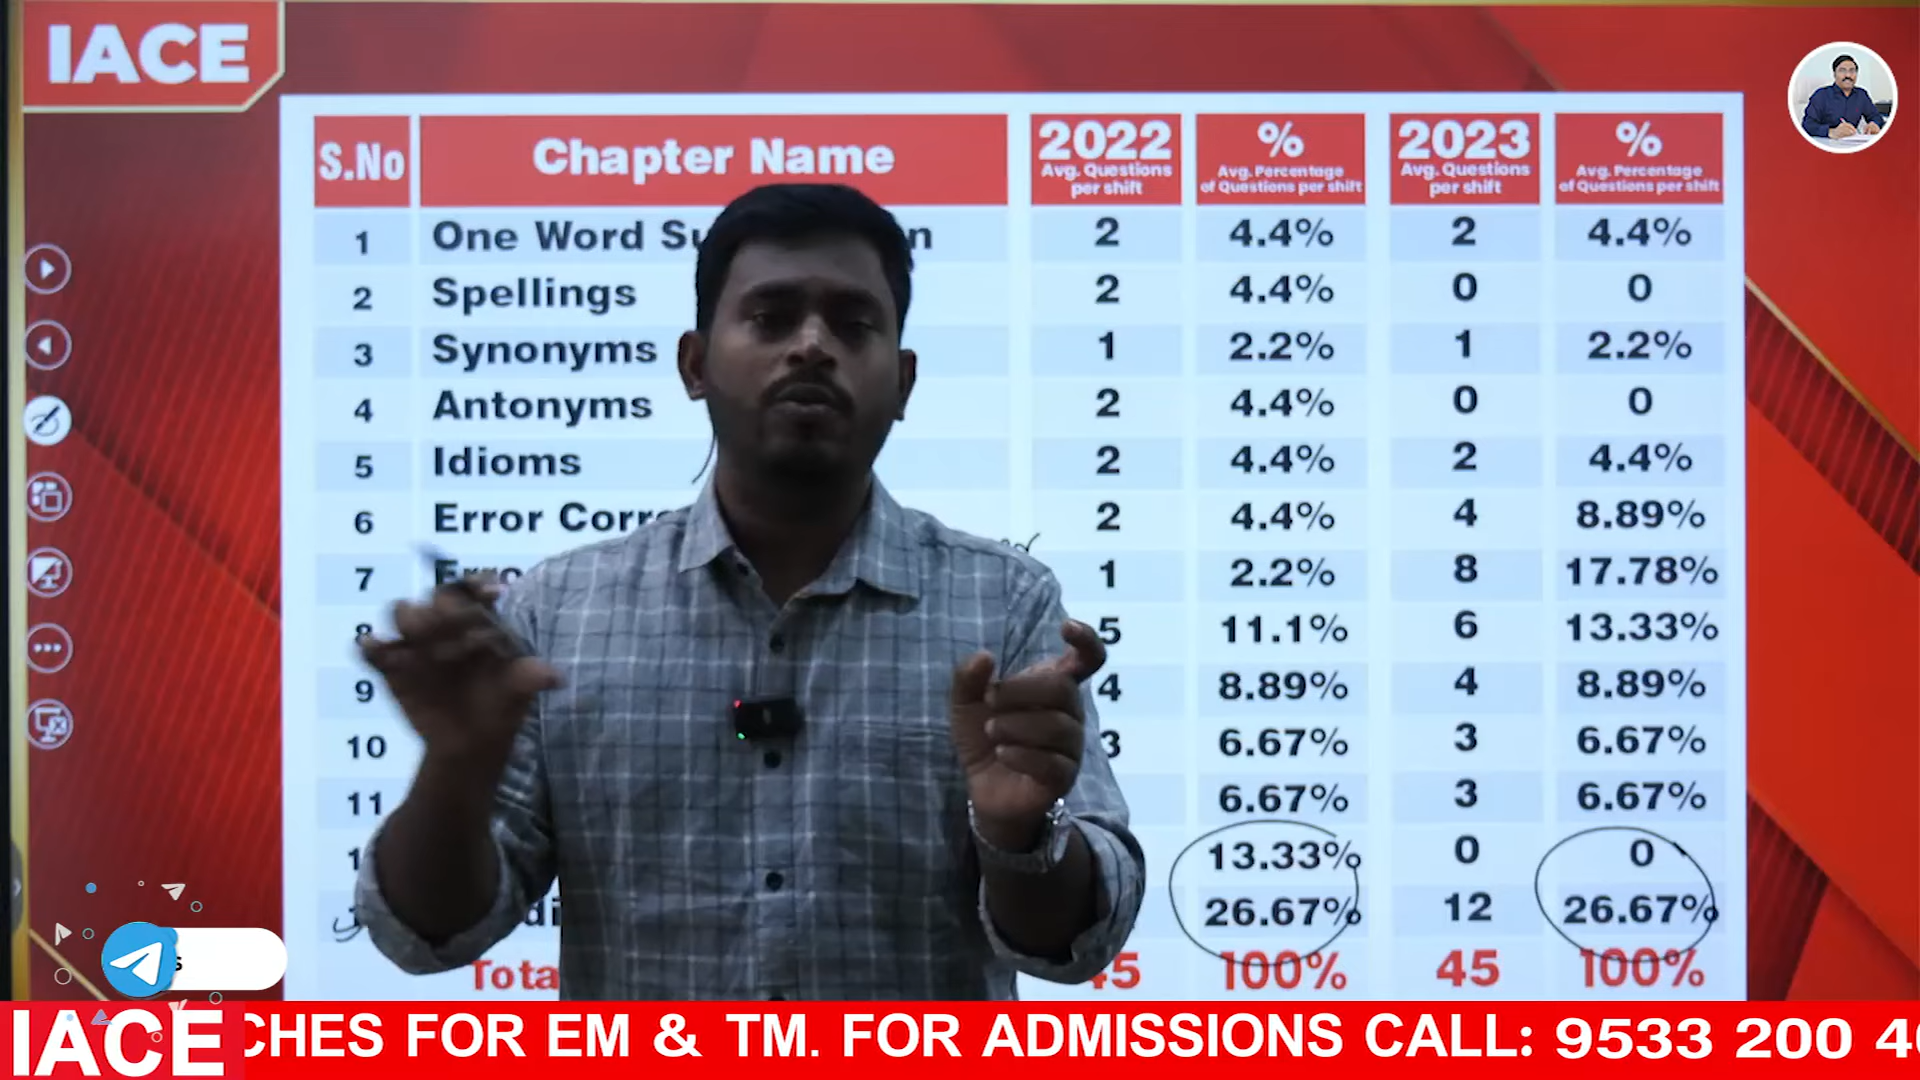 IACE
S.No Chapter Name 2022 Avg. Questions per shift % Avg. Percentage of Questions per shift 2023 Avg. Questions per shift % Avg. Percentage of Questions per shift
1 One Word 2 4.4% 2 4.4%
2 Spellings 2 4.4% 0 0
3 Synonyms 1 2.2% 1 2.2%
4 Antonyms 2 4.4% 0 0
5 Idioms 2 4.4% 2 4.4%
6 Error 2 4.4% 4 8.89%
7 1 2.2% 8 17.78%
5 11.1% 6 13.33%
9 4 8.89% 4 8.89%
10 3 6.67% 3 6.67%
11 6.67% 3 6.67%
13.33% 0 0
26.67% 12 26.67%
45 100% 45 100%
IACE CHES FOR EM & TM. FOR ADMISSIONS CALL: 9533 200 4